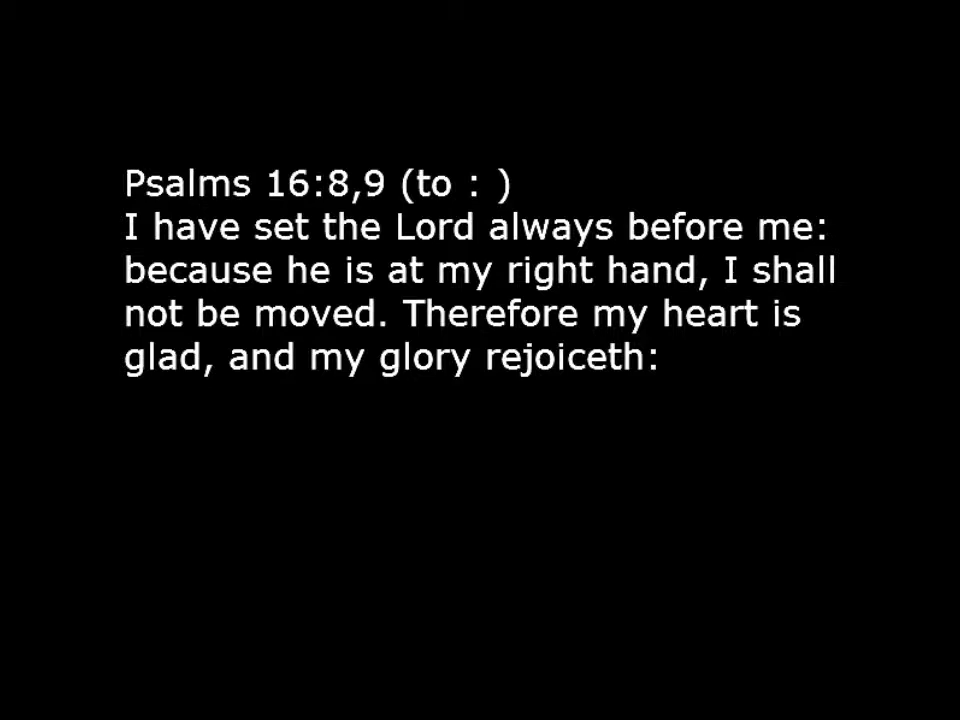 Psalms 16:8,9 (to : )
I have set the Lord always before me:
because he is at my right hand, I shall
not be moved. Therefore my heart is
glad, and my glory rejoiceth: